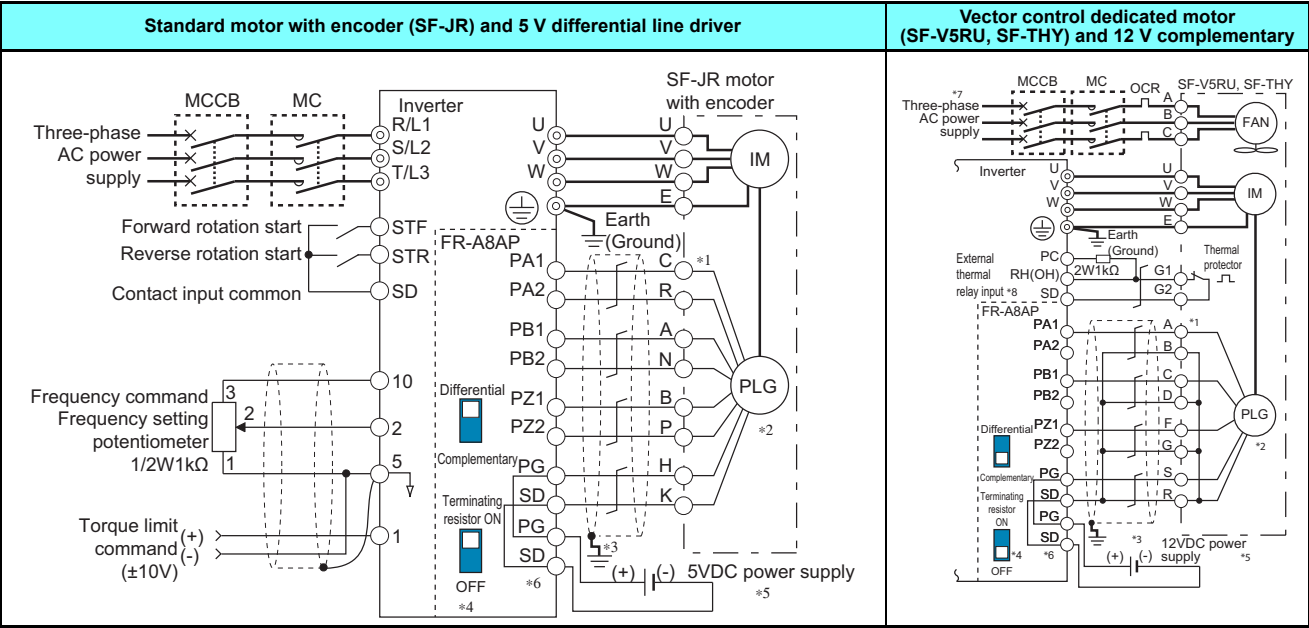 Standard motor with encoder (SF-JR) and 5 V differential line driver
MCCB
MC
Three-phase
AC power
supply
Inverter
R/L1
S/L2
T/L3
U
V
W
U
V
W
E
SF-JR motor
with encoder
IM
Earth
(Ground)
Forward rotation start
Reverse rotation start
Contact input common
STF
STR
SD
FR-A8AP
PA1
PA2
PB1
PB2
PZ1
PZ2
PG
SD
PG
SD
C
R
A
N
B
P
H
K
*1
PLG
*2
Differential
Complementary
Terminating
resistor ON
OFF
*4
*6
*3
(+)
(-)
5VDC power supply
*5
Frequency command
Frequency setting
potentiometer
1/2W1kΩ
3
2
1
10
2
5
1
Torque limit
command
(±10V)
(+)
(-)
Vector control dedicated motor
(SF-V5RU, SF-THY) and 12 V complementary
MCCB
MC
OCR
SF-V5RU, SF-THY
*7
Three-phase
AC power
supply
A
B
C
FAN
Inverter
U
V
W
U
V
W
E
IM
Earth
(Ground)
External
thermal
relay input *8
PC
RH(OH)
SD
2W1kΩ
G1
G2
Thermal
protector
FR-A8AP
PA1
PA2
PB1
PB2
PZ1
PZ2
PG
SD
PG
SD
A
B
C
D
F
G
S
R
*1
PLG
*2
Differential
Complementary
Terminating
resistor
ON
OFF
*4
*6
*3
(+)
(-)
12VDC power
supply
*5